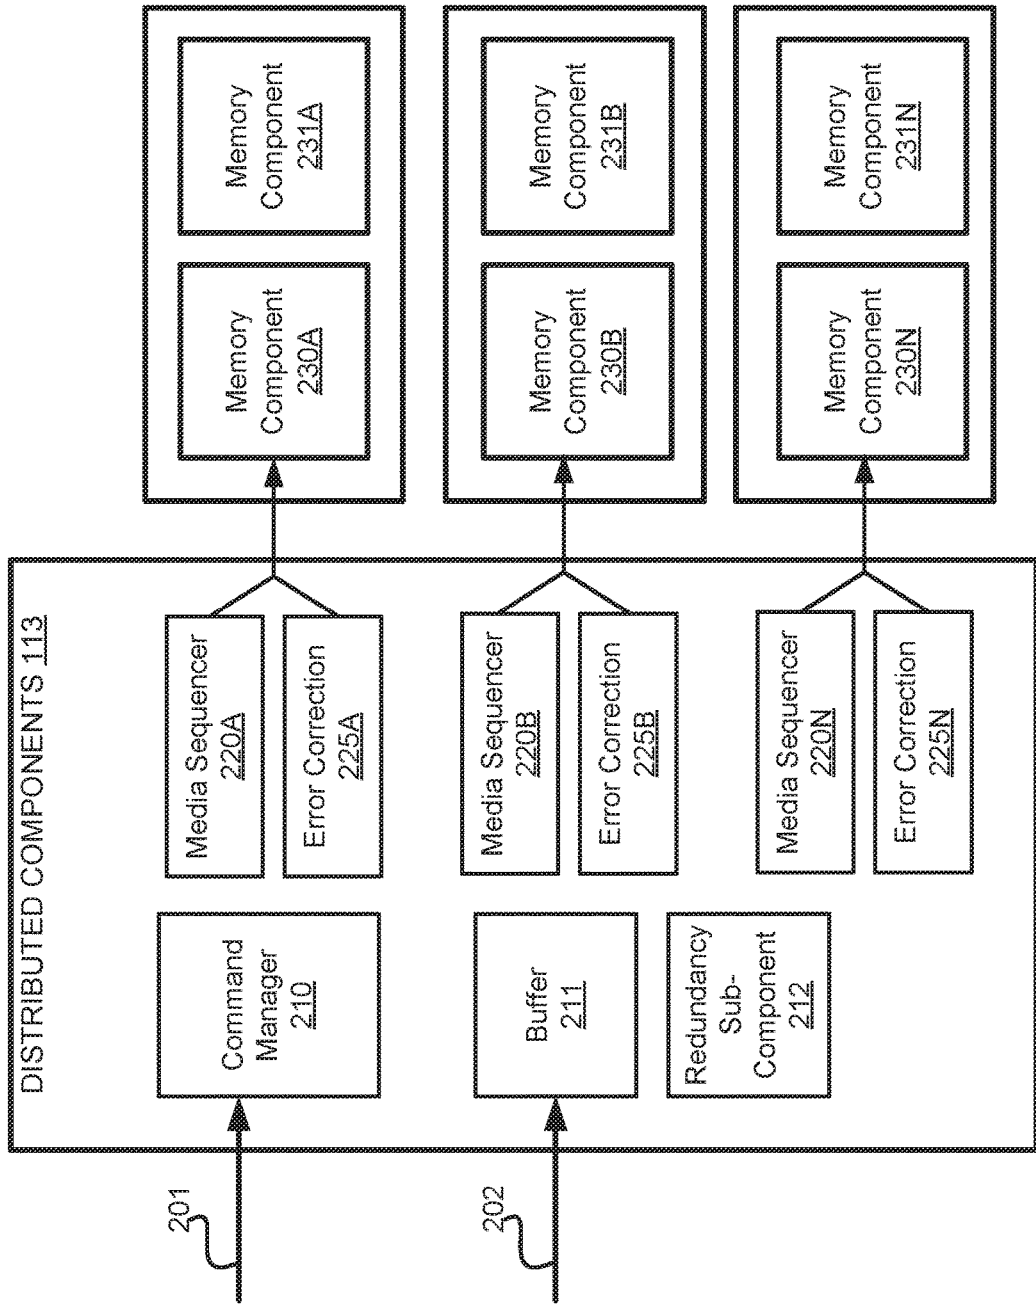 DISTRIBUTED COMPONENTS 113
201
202
Command
Manager
210
Buffer
211
Redundancy
Sub-
Component
212
Media Sequencer
220A
Error Correction
225A
Media Sequencer
220B
Error Correction
225B
Media Sequencer
220N
Error Correction
225N
Memory
Component
230A
Memory
Component
231A
Memory
Component
230B
Memory
Component
231B
Memory
Component
230N
Memory
Component
231N